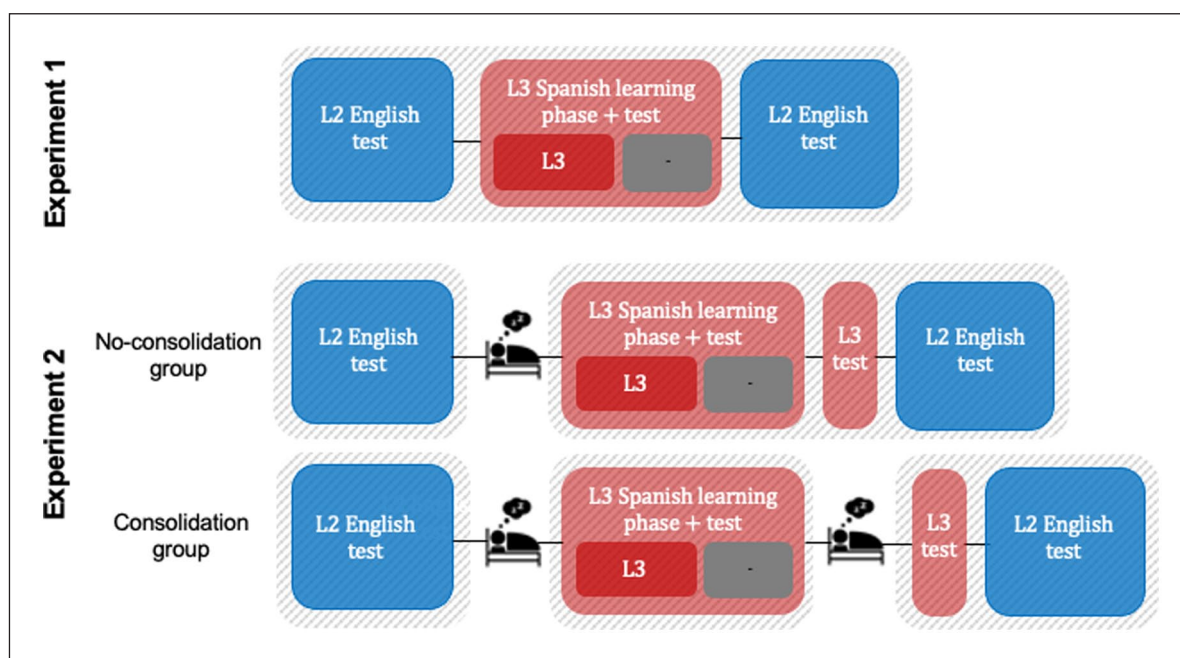 Experiment 1
L2 English
test
L3 Spanish learning
phase + test
L3
-
L2 English
test
Experiment 2
No-consolidation
group
L2 English
test
L3 Spanish learning
phase + test
L3
-
L3
test
L2 English
test
Consolidation
group
L2 English
test
L3 Spanish learning
phase + test
L3
-
L3
test
L2 English
test